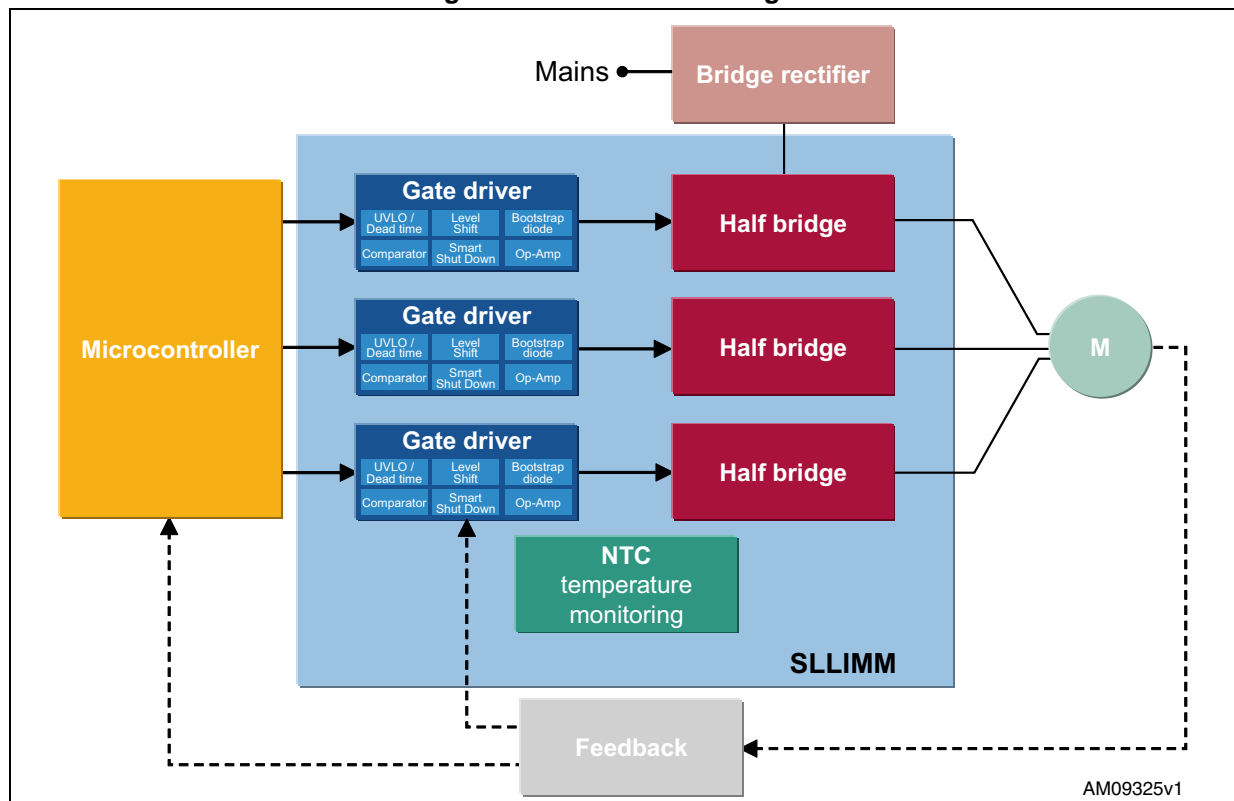 Mains
Bridge rectifier
Microcontroller
Gate driver
UVLO /
Dead time
Level
Shift
Bootstrap
diode
Comparator
Smart
Shut Down
Op-Amp
Half bridge
Gate driver
UVLO /
Dead time
Level
Shift
Bootstrap
diode
Comparator
Smart
Shut Down
Op-Amp
Half bridge
M
Gate driver
UVLO /
Dead time
Level
Shift
Bootstrap
diode
Comparator
Smart
Shut Down
Op-Amp
Half bridge
NTC
temperature
monitoring
SLLIMM
Feedback
AM09325v1